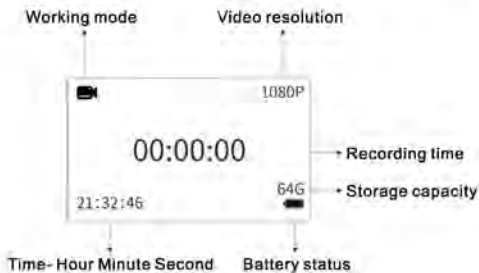 Working mode
Video resolution
1080P
00:00:00
Recording time
64G
Storage capacity
21:32:46
Time- Hour Minute Second
Battery status